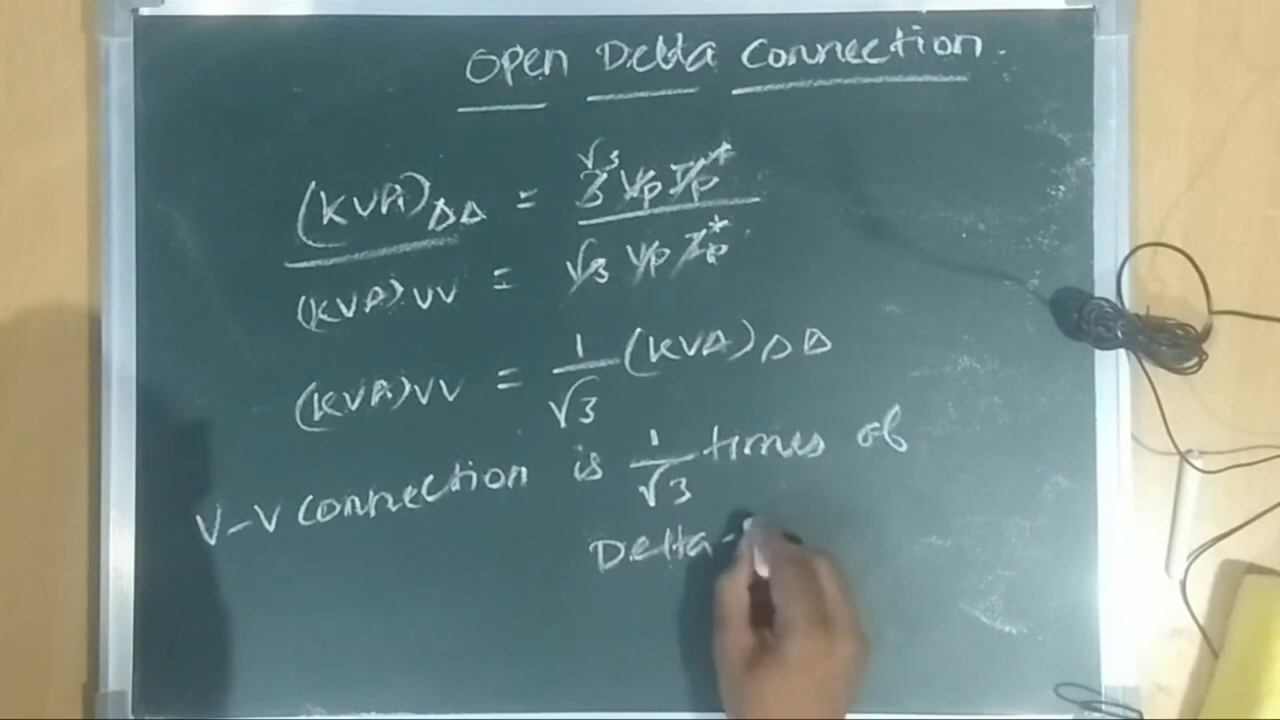 Open Delta Connection.
(KVA)ΔΔ = √3 3 Vp Ip*
(KVA)VV = √3 Vp Ip*
(KVA)VV = 1/√3 (KVA)ΔΔ
V-V connection is 1/√3 times of
Delta-